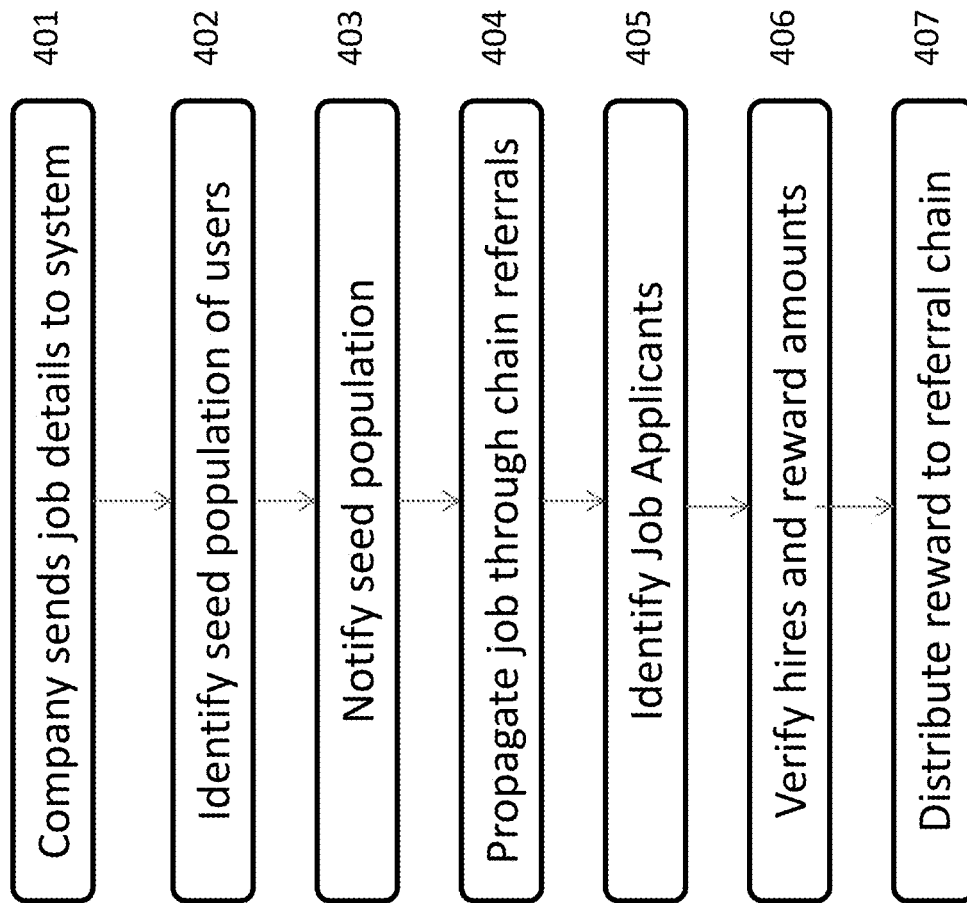 Company sends job details to system 401
Identify seed population of users 402
Notify seed population 403
Propagate job through chain referrals 404
Identify Job Applicants 405
Verify hires and reward amounts 406
Distribute reward to referral chain 407